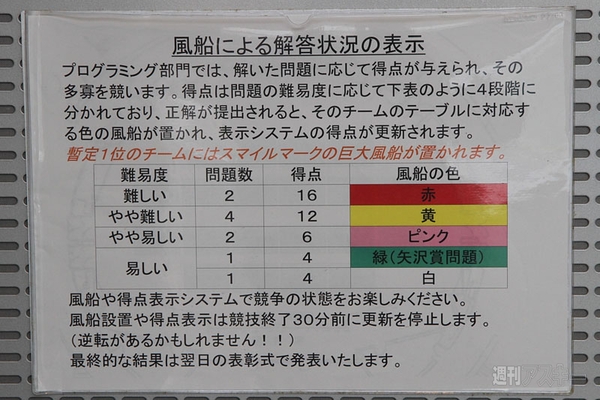 風船による解答状況の表示
プログラミング部門では、解いた問題に応じて得点が与えられ、その
多寡を競います。得点は問題の難易度に応じて下表のように4段階に
分かれており、正解が提出されると、そのチームのテーブルに対応す
る色の風船が置かれ、表示システムの得点が更新されます。
暫定1位のチームにはスマイルマークの巨大風船が置かれます。
難易度 問題数 得点 風船の色
難しい 2 16 赤
やや難しい 4 12 黄
やや易しい 2 6 ピンク
易しい 1 4 緑(矢沢賞問題)
1 4 白
風船や得点表示システムで競争の状態をお楽しみください。
風船設置や得点表示は競技終了30分前に更新を停止します。
(逆転があるかもしれません!!)
最終的な結果は翌日の表彰式で発表いたします。
週刊